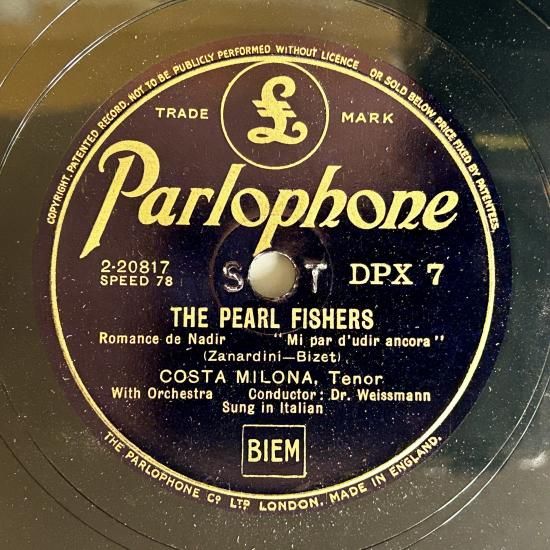 COPYRIGHT. PATENTED RECORD. NOT TO BE PUBLICLY PERFORMED WITHOUT LICENCE OR SOLD BELOW PRICE FIXED BY PATENTEES.
£
TRADE MARK
Parlophone
2-20817 S T DPX 7
SPEED 78
THE PEARL FISHERS
Romance de Nadir "Mi par d'udir ancora"
(Zanardini—Bizet)
COSTA MILONA, Tenor
With Orchestra Conductor: Dr. Weissmann
Sung in Italian
BIEM
THE PARLOPHONE Cº LTD LONDON. MADE IN ENGLAND.